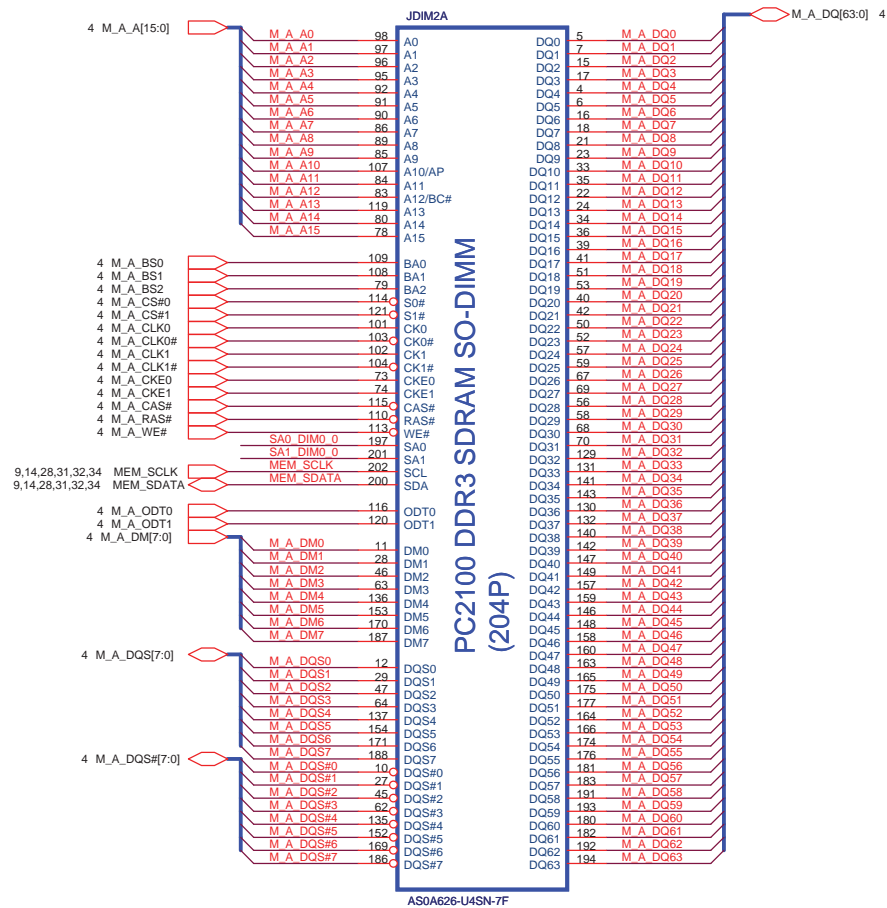 JDIM2A
4 M_A_A[15:0]
M_A_DQ[63:0] 4
M_A_A0 98 A0 DQ0 5 M_A_DQ0
M_A_A1 97 A1 DQ1 7 M_A_DQ1
M_A_A2 96 A2 DQ2 15 M_A_DQ2
M_A_A3 95 A3 DQ3 17 M_A_DQ3
M_A_A4 92 A4 DQ4 4 M_A_DQ4
M_A_A5 91 A5 DQ5 6 M_A_DQ5
M_A_A6 90 A6 DQ6 16 M_A_DQ6
M_A_A7 86 A7 DQ7 18 M_A_DQ7
M_A_A8 89 A8 DQ8 21 M_A_DQ8
M_A_A9 85 A9 DQ9 23 M_A_DQ9
M_A_A10 107 A10/AP DQ10 33 M_A_DQ10
M_A_A11 84 A11 DQ11 35 M_A_DQ11
M_A_A12 83 A12/BC# DQ12 22 M_A_DQ12
M_A_A13 119 A13 DQ13 24 M_A_DQ13
M_A_A14 80 A14 DQ14 34 M_A_DQ14
M_A_A15 78 A15 DQ15 36 M_A_DQ15
DQ16 39 M_A_DQ16
4 M_A_BS0 109 BA0 DQ17 41 M_A_DQ17
4 M_A_BS1 108 BA1 DQ18 51 M_A_DQ18
4 M_A_BS2 79 BA2 DQ19 53 M_A_DQ19
4 M_A_CS#0 114 S0# DQ20 40 M_A_DQ20
4 M_A_CS#1 121 S1# DQ21 42 M_A_DQ21
4 M_A_CLK0 101 CK0 DQ22 50 M_A_DQ22
4 M_A_CLK0# 103 CK0# DQ23 52 M_A_DQ23
4 M_A_CLK1 102 CK1 DQ24 57 M_A_DQ24
4 M_A_CLK1# 104 CK1# DQ25 59 M_A_DQ25
4 M_A_CKE0 73 CKE0 DQ26 67 M_A_DQ26
4 M_A_CKE1 74 CKE1 DQ27 69 M_A_DQ27
4 M_A_CAS# 115 CAS# DQ28 56 M_A_DQ28
4 M_A_RAS# 110 RAS# DQ29 58 M_A_DQ29
4 M_A_WE# 113 WE# DQ30 68 M_A_DQ30
SA0_DIM0_0 197 SA0 DQ31 70 M_A_DQ31
SA1_DIM0_0 201 SA1 DQ32 129 M_A_DQ32
9,14,28,31,32,34 MEM_SCLK MEM_SCLK 202 SCL DQ33 131 M_A_DQ33
9,14,28,31,32,34 MEM_SDATA MEM_SDATA 200 SDA DQ34 141 M_A_DQ34
DQ35 143 M_A_DQ35
4 M_A_ODT0 116 ODT0 DQ36 130 M_A_DQ36
4 M_A_ODT1 120 ODT1 DQ37 132 M_A_DQ37
4 M_A_DM[7:0] DQ38 140 M_A_DQ38
M_A_DM0 11 DM0 DQ39 142 M_A_DQ39
M_A_DM1 28 DM1 DQ40 147 M_A_DQ40
M_A_DM2 46 DM2 DQ41 149 M_A_DQ41
M_A_DM3 63 DM3 DQ42 157 M_A_DQ42
M_A_DM4 136 DM4 DQ43 159 M_A_DQ43
M_A_DM5 153 DM5 DQ44 146 M_A_DQ44
M_A_DM6 170 DM6 DQ45 148 M_A_DQ45
M_A_DM7 187 DM7 DQ46 158 M_A_DQ46
4 M_A_DQS[7:0] DQ47 160 M_A_DQ47
M_A_DQS0 12 DQS0 DQ48 163 M_A_DQ48
M_A_DQS1 29 DQS1 DQ49 165 M_A_DQ49
M_A_DQS2 47 DQS2 DQ50 175 M_A_DQ50
M_A_DQS3 64 DQS3 DQ51 177 M_A_DQ51
M_A_DQS4 137 DQS4 DQ52 164 M_A_DQ52
M_A_DQS5 154 DQS5 DQ53 166 M_A_DQ53
M_A_DQS6 171 DQS6 DQ54 174 M_A_DQ54
M_A_DQS7 188 DQS7 DQ55 176 M_A_DQ55
4 M_A_DQS#[7:0]
M_A_DQS#0 10 DQS#0 DQ56 181 M_A_DQ56
M_A_DQS#1 27 DQS#1 DQ57 183 M_A_DQ57
M_A_DQS#2 45 DQS#2 DQ58 191 M_A_DQ58
M_A_DQS#3 62 DQS#3 DQ59 193 M_A_DQ59
M_A_DQS#4 135 DQS#4 DQ60 180 M_A_DQ60
M_A_DQS#5 152 DQS#5 DQ61 182 M_A_DQ61
M_A_DQS#6 169 DQS#6 DQ62 192 M_A_DQ62
M_A_DQS#7 186 DQS#7 DQ63 194 M_A_DQ63
PC2100 DDR3 SDRAM SO-DIMM
(204P)
AS0A626-U4SN-7F